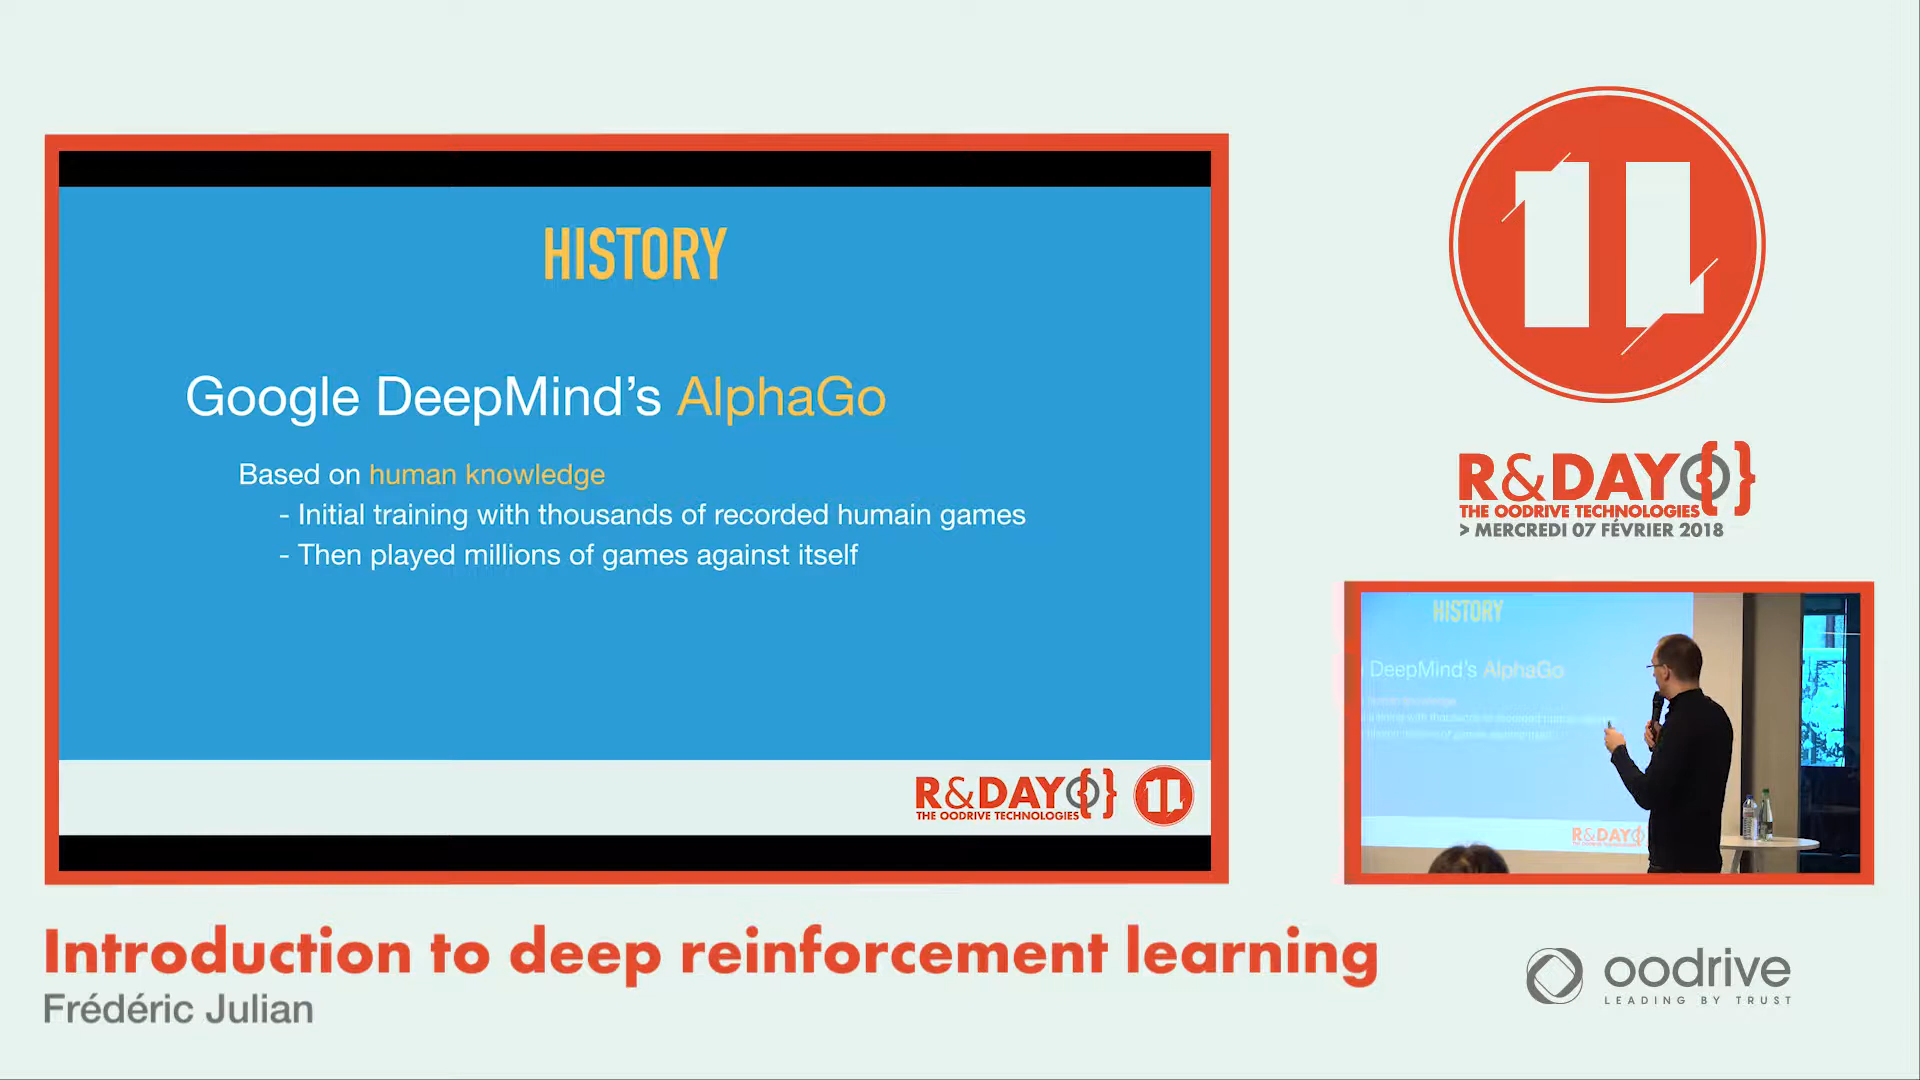 HISTORY
Google DeepMind's AlphaGo
Based on human knowledge
- Initial training with thousands of recorded humain games
- Then played millions of games against itself
R&DAY{}
THE OODRIVE TECHNOLOGIES
11
R&DAY{}
THE OODRIVE TECHNOLOGIES
> MERCREDI 07 FÉVRIER 2018
HISTORY
DeepMind's AlphaGo
R&DAY
Introduction to deep reinforcement learning
Frédéric Julian
oodrive
LEADING BY TRUST